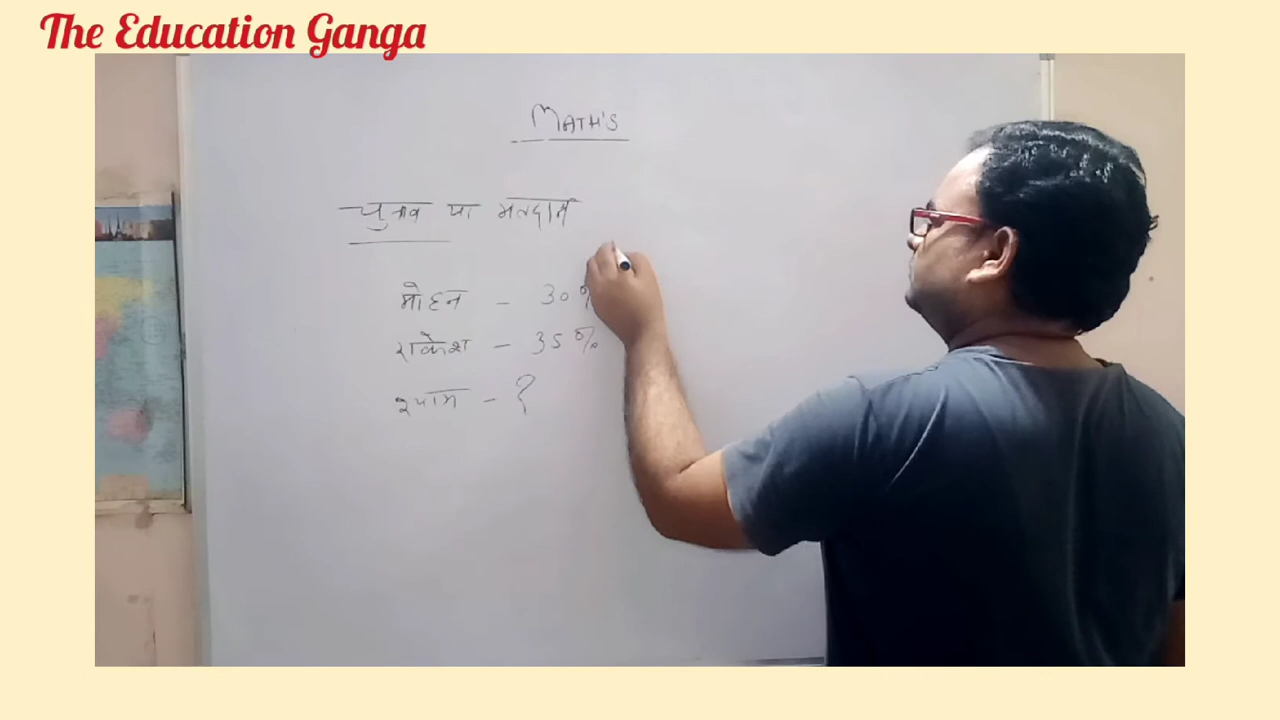 The Education Ganga
MATH'S
चुनाव या मतदान
मोहन - 30%
राकेश - 35%
श्याम - ?